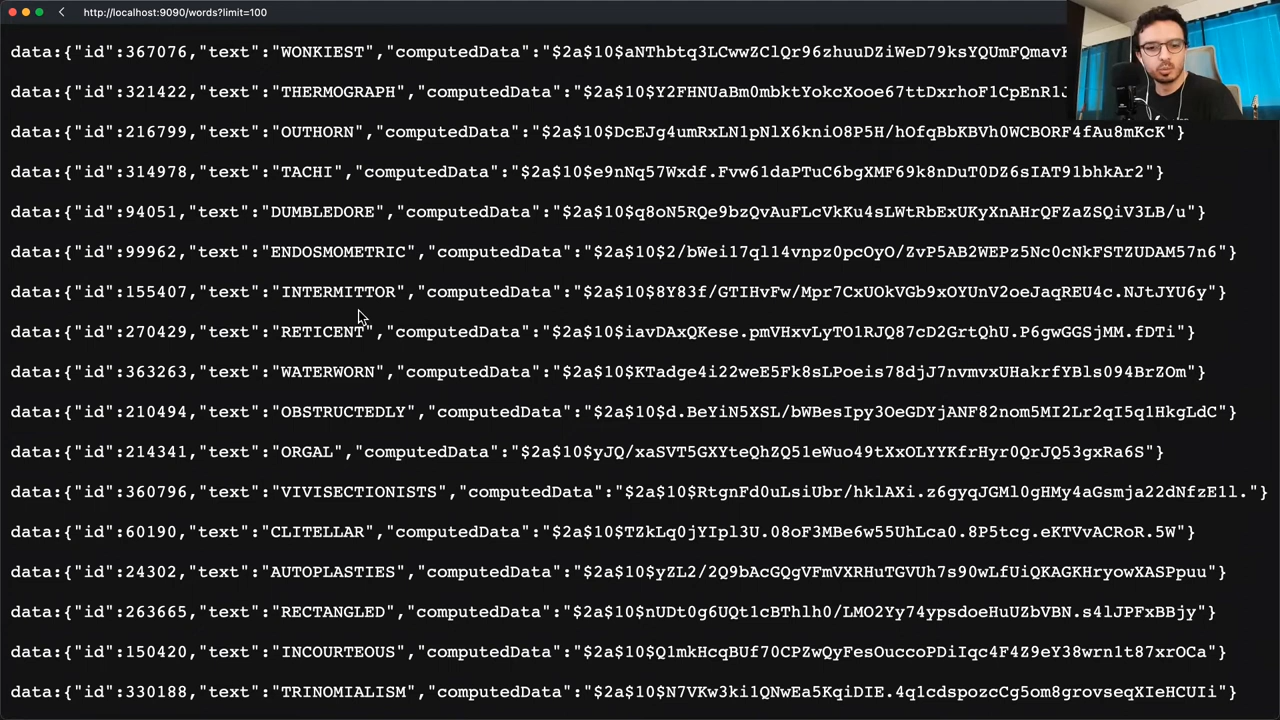 http://localhost:9090/words?limit=100
data:{"id":367076,"text":"WONKIEST","computedData":"$2a$10$aNThbtq3LCwwZClQr96zhuuDZiWeD79ksYQUmFQmavK
data:{"id":321422,"text":"THERMOGRAPH","computedData":"$2a$10$Y2FHNUaBm0mbktYokcXooe67ttDxrhoF1CpEnR1J
data:{"id":216799,"text":"OUTHORN","computedData":"$2a$10$DcEJg4umRxLN1pNlX6kniO8P5H/hOfqBbKBVh0WCBORF4fAu8mKcK"}
data:{"id":314978,"text":"TACHI","computedData":"$2a$10$e9nNq57Wxdf.Fvw61daPTuC6bgXMF69k8nDuT0DZ6sIAT91bhkAr2"}
data:{"id":94051,"text":"DUMBLEDORE","computedData":"$2a$10$q8oN5RQe9bzQvAuFLcVkKu4sLWtRbExUKyXnAHrQFZaZSQiV3LB/u"}
data:{"id":99962,"text":"ENDOSMOMETRIC","computedData":"$2a$10$2/bWei17ql14vnpz0pcOyO/ZvP5AB2WEPz5Nc0cNkFSTZUDAM57n6"}
data:{"id":155407,"text":"INTERMITTOR","computedData":"$2a$10$8Y83f/GTIHvFw/Mpr7CxUOkVGb9xOYUnV2oeJaqREU4c.NJtJYU6y"}
data:{"id":270429,"text":"RETICENT","computedData":"$2a$10$iavDAxQKese.pmVHxvLyTO1RJQ87cD2GrtQhU.P6gwGGSjMM.fDTi"}
data:{"id":363263,"text":"WATERWORN","computedData":"$2a$10$KTadge4i22weE5Fk8sLPoeis78djJ7nvmvxUHakrfYBls094BrZOm"}
data:{"id":210494,"text":"OBSTRUCTEDLY","computedData":"$2a$10$d.BeYiN5XSL/bWBesIpy3OeGDYjANF82nom5MI2Lr2qI5q1HkgLdC"}
data:{"id":214341,"text":"ORGAL","computedData":"$2a$10$yJQ/xaSVT5GXYteQhZQ51eWuo49txXxOLYYKfrHyr0QrJQ53gxRa6S"}
data:{"id":360796,"text":"VIVISECTIONISTS","computedData":"$2a$10$RtgnFd0uLsiUbr/hklAXi.z6gyqJGMl0gHMy4aGsmja22dNfzE1l."}
data:{"id":60190,"text":"CLITELLAR","computedData":"$2a$10$TZkLq0jYIpl3U.08oF3MBe6w55UhLca0.8P5tcg.eKTVvACRoR.5W"}
data:{"id":24302,"text":"AUTOPLASTIES","computedData":"$2a$10$yZL2/2Q9bAcGQgVFmVXRHuTGVUh7s90wLfUiQKAGKHryowXASPpuu"}
data:{"id":263665,"text":"RECTANGLED","computedData":"$2a$10$nUDt0g6UQt1cBThlh0/LMO2Yy74ypsdoeHuUZbVBN.s4lJPFxBBjy"}
data:{"id":150420,"text":"INCOURTEOUS","computedData":"$2a$10$Q1mkHcqBUf70CPZwQyFesOuccoPDiIqc4F4Z9eY38wrn1t87xrOCa"}
data:{"id":330188,"text":"TRINOMIALISM","computedData":"$2a$10$N7VKw3ki1QNwEa5KqiDIE.4q1cdspozcCg5om8grovseqXIeHCUIi"}